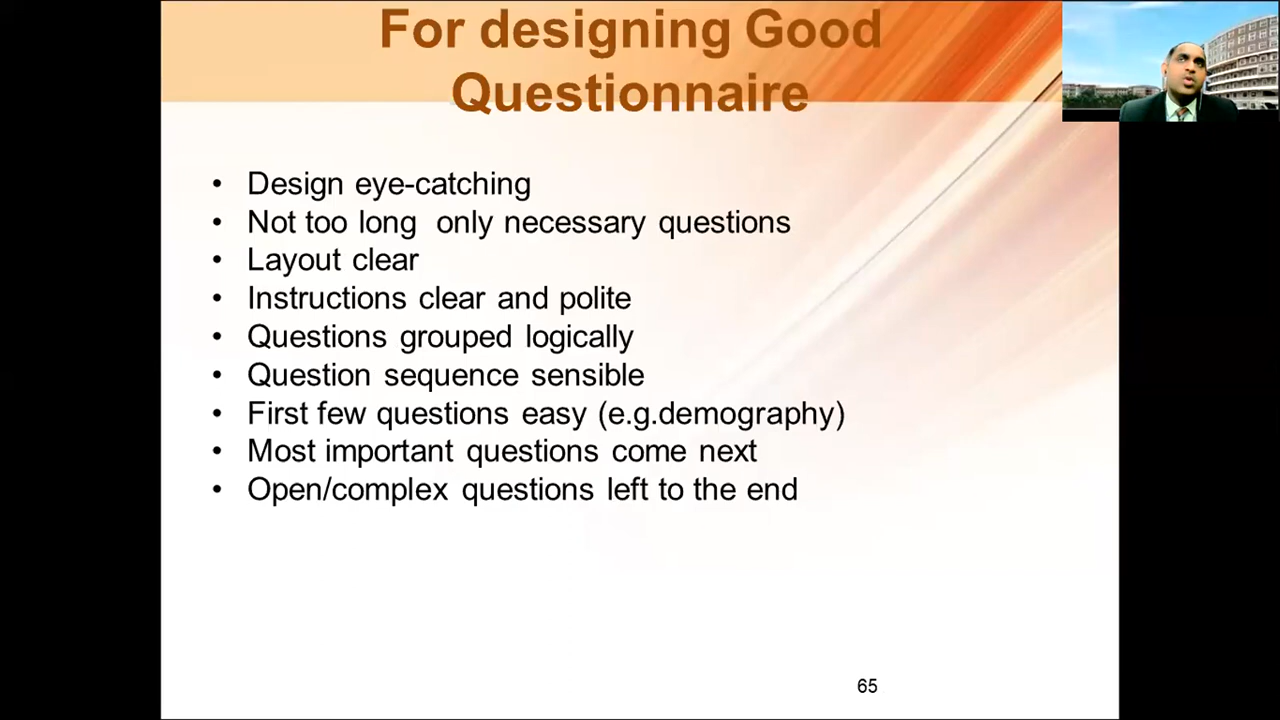 For designing Good
Questionnaire
• Design eye-catching
• Not too long  only necessary questions
• Layout clear
• Instructions clear and polite
• Questions grouped logically
• Question sequence sensible
• First few questions easy (e.g.demography)
• Most important questions come next
• Open/complex questions left to the end
65